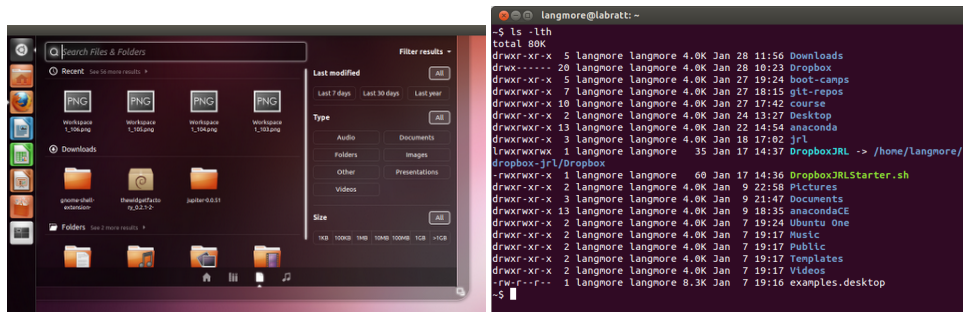 Search Files & Folders
Filter results
Recent See 56 more results
PNG PNG PNG PNG
Workspace 1_106.png
Workspace 1_105.png
Workspace 1_104.png
Workspace 1_103.png
Downloads
gnome-shell-extension-
thewidgetfactory_0.2.1-2-
jupiter-0.0.51
Folders See 2 more results
Last modified All
Last 7 days Last 30 days Last year
Type All
Audio Documents
Folders Images
Other Presentations
Videos
Size All
1KB 100KB 1MB 10MB 100MB 1GB >1GB
langmore@labratt: ~
~$ ls -lth
total 80K
drwxr-xr-x 5 langmore langmore 4.0K Jan 28 11:56 Downloads
drwx------ 20 langmore langmore 4.0K Jan 28 10:23 Dropbox
drwxr-xr-x 5 langmore langmore 4.0K Jan 27 19:24 boot-camps
drwxrwxr-x 7 langmore langmore 4.0K Jan 27 18:15 git-repos
drwxrwxr-x 10 langmore langmore 4.0K Jan 27 17:42 course
drwxr-xr-x 2 langmore langmore 4.0K Jan 24 13:27 Desktop
drwxrwxr-x 13 langmore langmore 4.0K Jan 22 14:54 anaconda
drwxrwxr-x 3 langmore langmore 4.0K Jan 18 17:02 jrl
lrwxrwxrwx 1 langmore langmore 35 Jan 17 14:37 DropboxJRL -> /home/langmore/
dropbox-jrl/Dropbox
-rwxrwxr-x 1 langmore langmore 60 Jan 17 14:36 DropboxJRLStarter.sh
drwxr-xr-x 2 langmore langmore 4.0K Jan 9 22:58 Pictures
drwxr-xr-x 3 langmore langmore 4.0K Jan 9 21:47 Documents
drwxrwxr-x 13 langmore langmore 4.0K Jan 9 18:35 anacondaCE
drwxrwxr-x 2 langmore langmore 4.0K Jan 7 19:24 Ubuntu One
drwxr-xr-x 2 langmore langmore 4.0K Jan 7 19:17 Music
drwxr-xr-x 2 langmore langmore 4.0K Jan 7 19:17 Public
drwxr-xr-x 2 langmore langmore 4.0K Jan 7 19:17 Templates
drwxr-xr-x 2 langmore langmore 4.0K Jan 7 19:17 Videos
-rw-r--r-- 1 langmore langmore 8.3K Jan 7 19:16 examples.desktop
~$